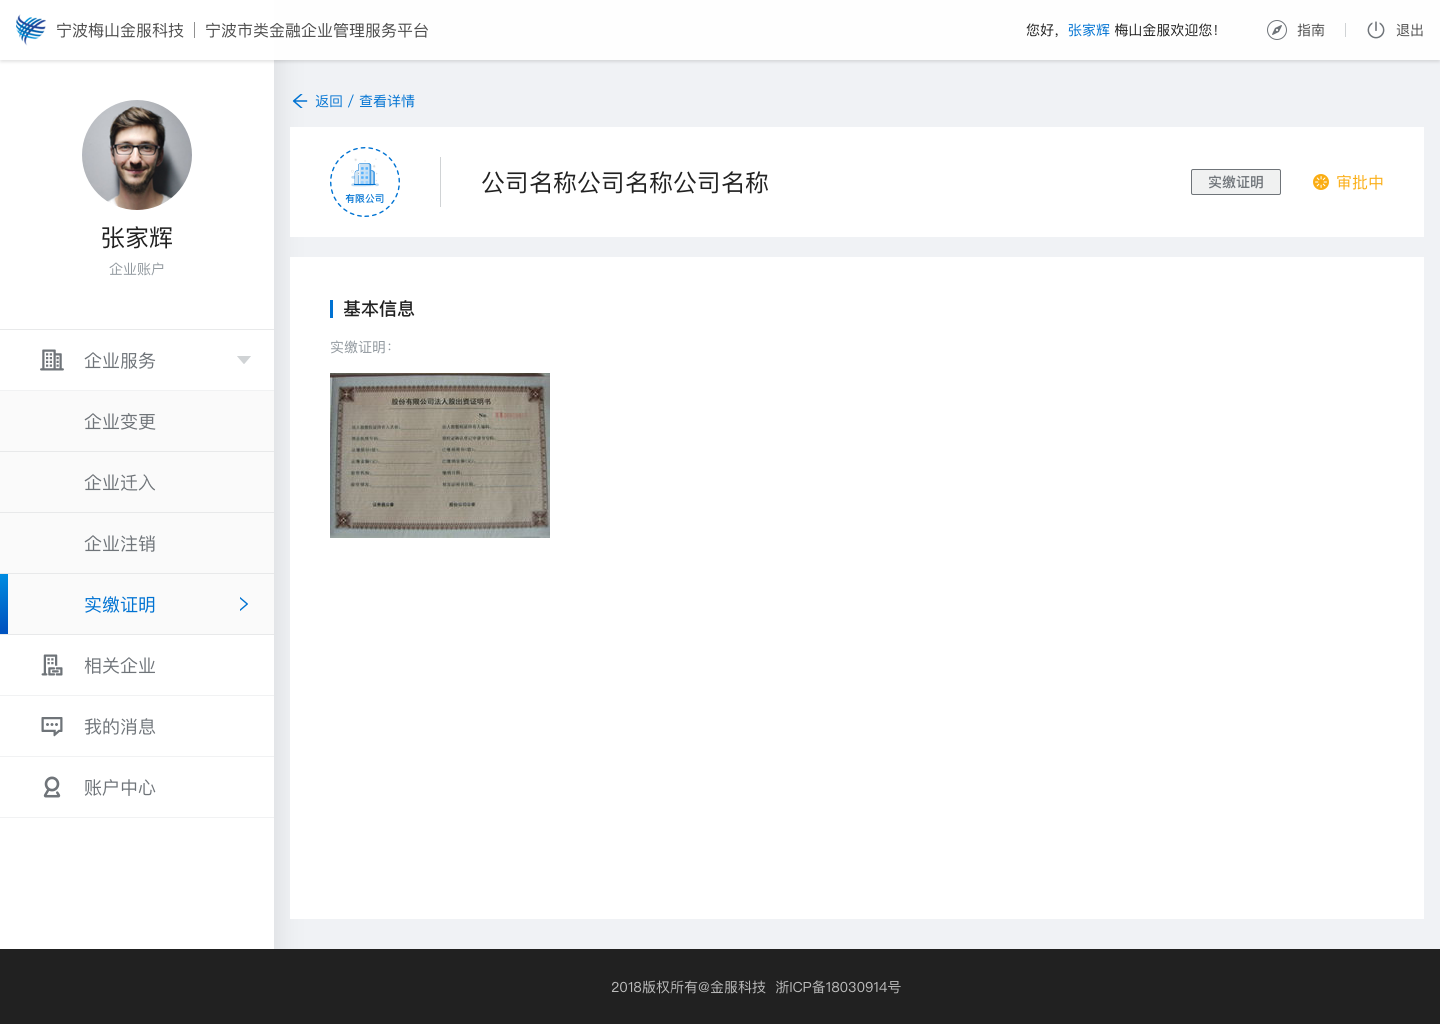 宁波梅山金服科技 | 宁波市类金融企业管理服务平台
您好，张家辉 梅山金服欢迎您！
指南
退出
张家辉
企业账户
企业服务
企业变更
企业迁入
企业注销
实缴证明
相关企业
我的消息
账户中心
返回 / 查看详情
有限公司
公司名称公司名称公司名称
实缴证明
审批中
基本信息
实缴证明：
股份有限公司法人股出资证明书
No.
2018版权所有@金服科技 浙ICP备18030914号